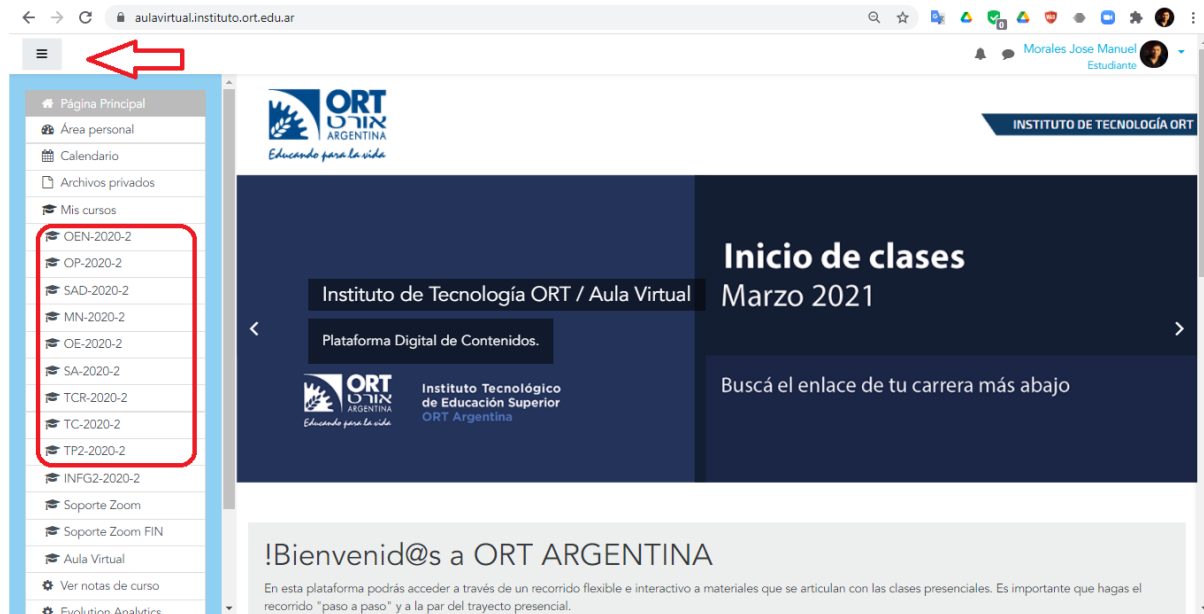 aulavirtual.instituto.ort.edu.ar
0
Morales Jose Manuel
Estudiante
Página Principal
Área personal
Calendario
Archivos privados
Mis cursos
OEN-2020-2
OP-2020-2
SAD-2020-2
MN-2020-2
OE-2020-2
SA-2020-2
TCR-2020-2
TC-2020-2
TP2-2020-2
INFG2-2020-2
Soporte Zoom
Soporte Zoom FIN
Aula Virtual
Ver notas de curso
Evolution Analytics
ORT
אורט
ARGENTINA
Educando para la vida
INSTITUTO DE TECNOLOGÍA ORT
Instituto de Tecnología ORT / Aula Virtual
Plataforma Digital de Contenidos.
ORT
אורט
ARGENTINA
Educando para la vida
Instituto Tecnológico
de Educación Superior
ORT Argentina
Inicio de clases
Marzo 2021
Buscá el enlace de tu carrera más abajo
!Bienvenid@s a ORT ARGENTINA
En esta plataforma podrás acceder a través de un recorrido flexible e interactivo a materiales que se articulan con las clases presenciales. Es importante que hagas el
recorrido "paso a paso" y a la par del trayecto presencial.